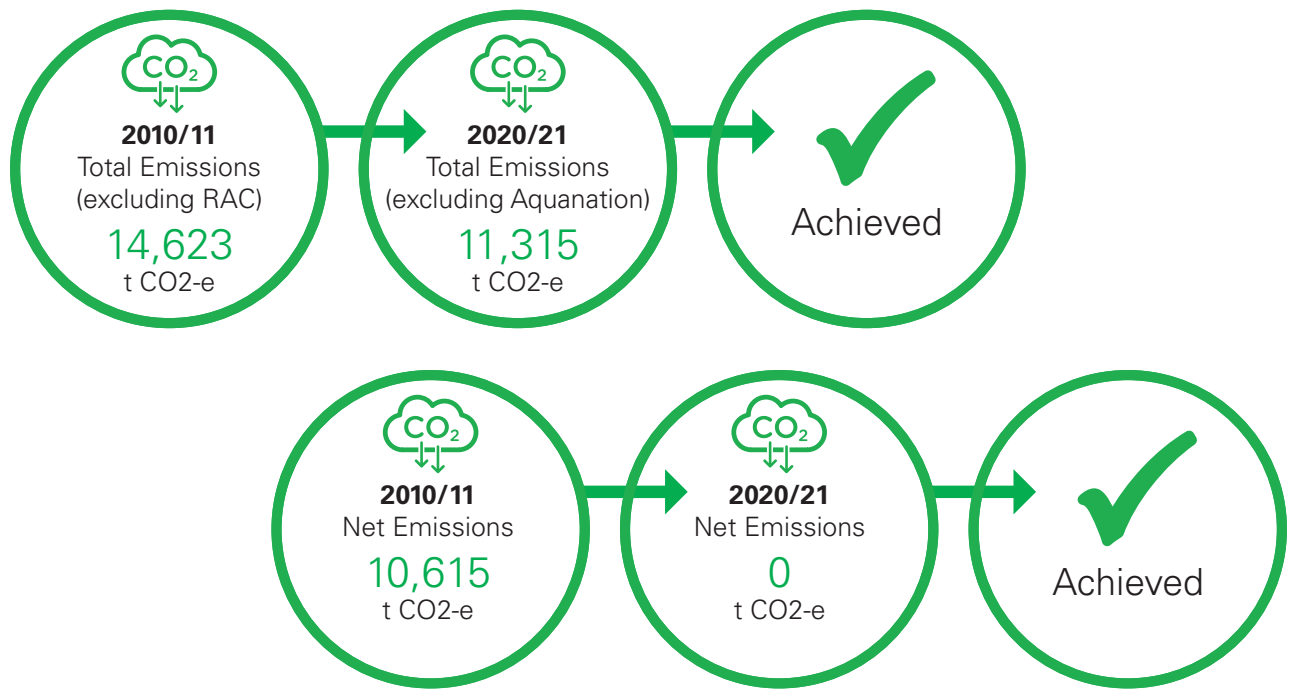 CO2
2010/11
Total Emissions
(excluding RAC)
14,623
t CO2-e
CO2
2020/21
Total Emissions
(excluding Aquanation)
11,315
t CO2-e
Achieved
CO2
2010/11
Net Emissions
10,615
t CO2-e
CO2
2020/21
Net Emissions
0
t CO2-e
Achieved